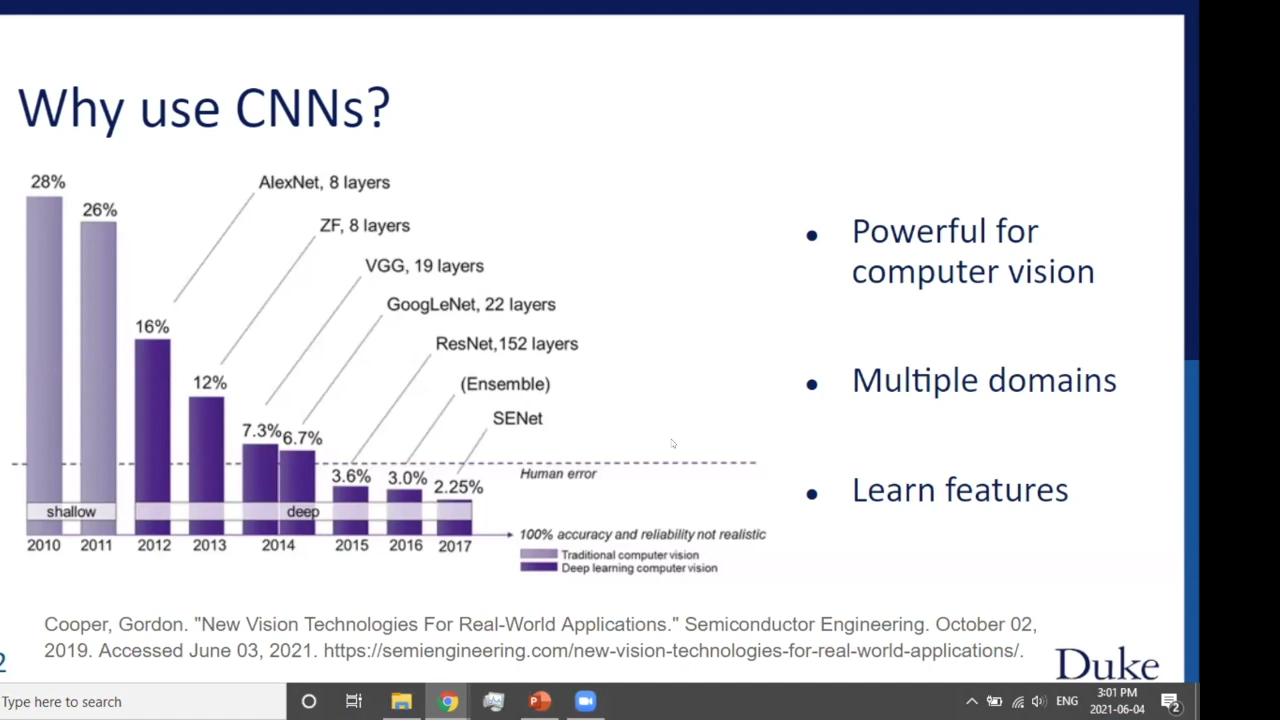 Why use CNNs?
28%
26%
16%
12%
7.3%
6.7%
3.6%
3.0%
2.25%
AlexNet, 8 layers
ZF, 8 layers
VGG, 19 layers
GoogLeNet, 22 layers
ResNet,152 layers
(Ensemble)
SENet
Human error
shallow
deep
2010
2011
2012
2013
2014
2015
2016
2017
100% accuracy and reliability not realistic
Traditional computer vision
Deep learning computer vision
• Powerful for
computer vision
• Multiple domains
• Learn features
Cooper, Gordon. "New Vision Technologies For Real-World Applications." Semiconductor Engineering. October 02,
2019. Accessed June 03, 2021. https://semiengineering.com/new-vision-technologies-for-real-world-applications/.
2
Duke
Type here to search
ENG
3:01 PM
2021-06-04
2